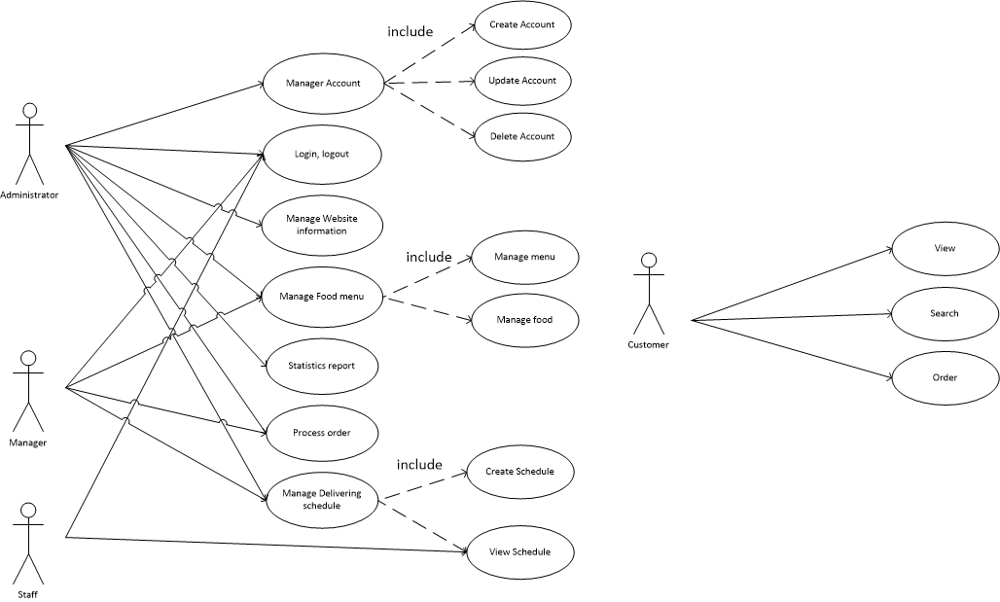 include
Create Account
Manager Account
Update Account
Delete Account
Administrator
Login, logout
Manage Website
information
include
Manage menu
Manage Food menu
Manage food
Statistics report
Manager
Process order
include
Create Schedule
Manage Delivering
schedule
View Schedule
Staff
Customer
View
Search
Order